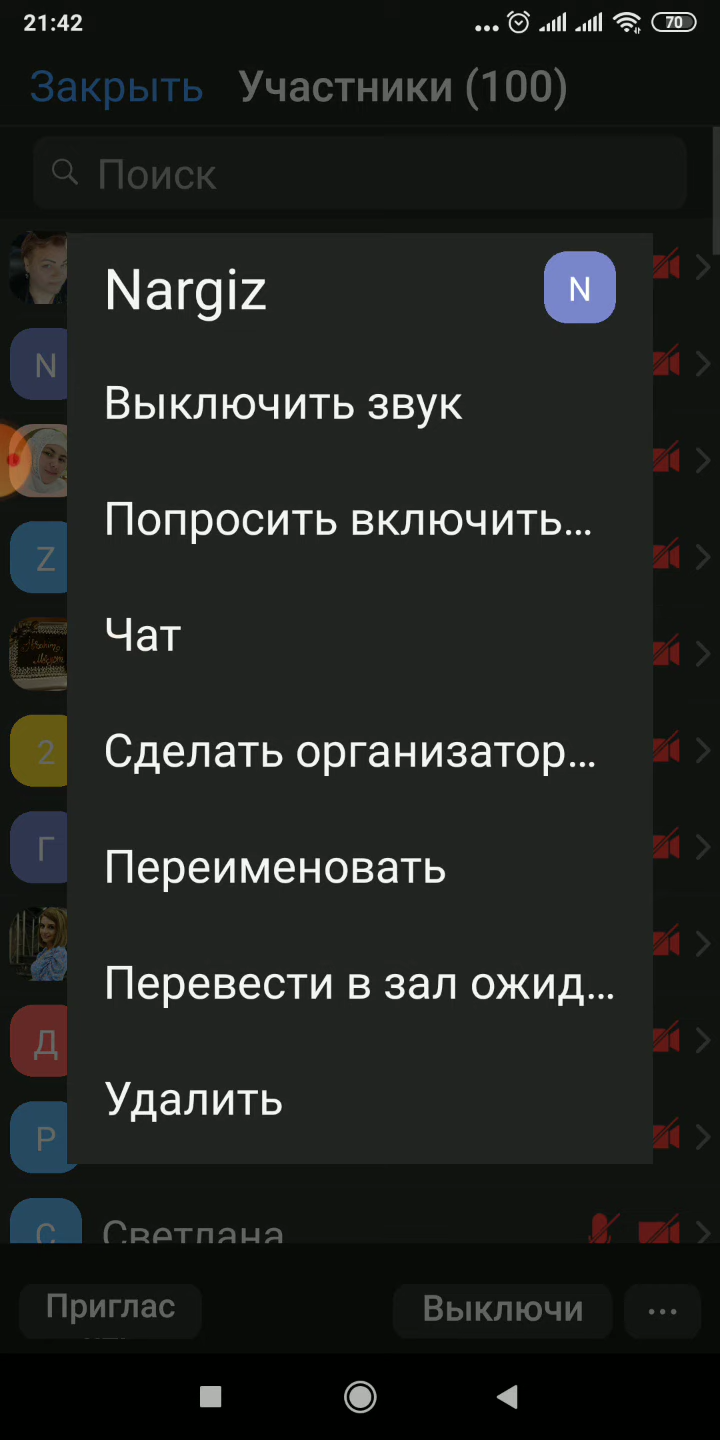 21:42
70
Закрыть Участники (100)
Поиск
Nargiz
N
Выключить звук
N
Попросить включить...
Z
Чат
2
Сделать организатор...
Г
Переименовать
Перевести в зал ожид...
Д
Удалить
P
С Светлана
Приглас
Выключи